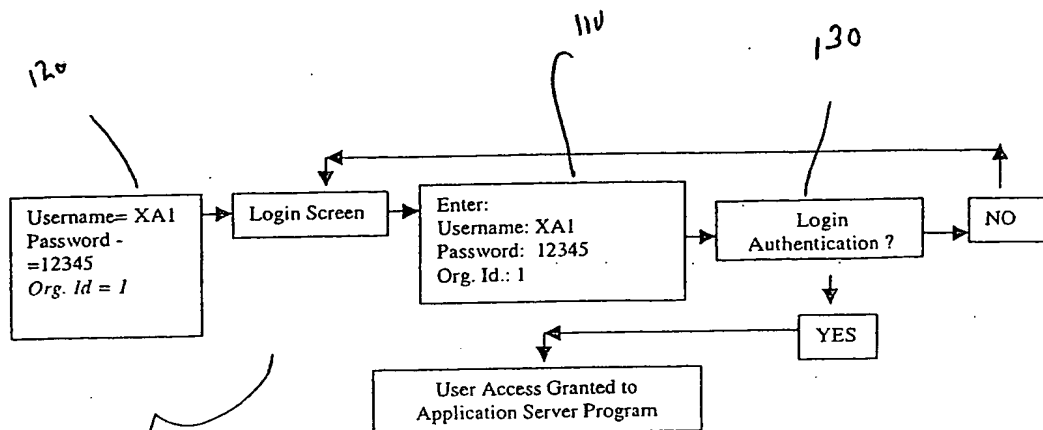 120
110
130
Username= XA1
Password -
=12345
Org. Id = 1
Login Screen
Enter:
Username: XA1
Password: 12345
Org. Id.: 1
Login
Authentication ?
NO
YES
User Access Granted to
Application Server Program